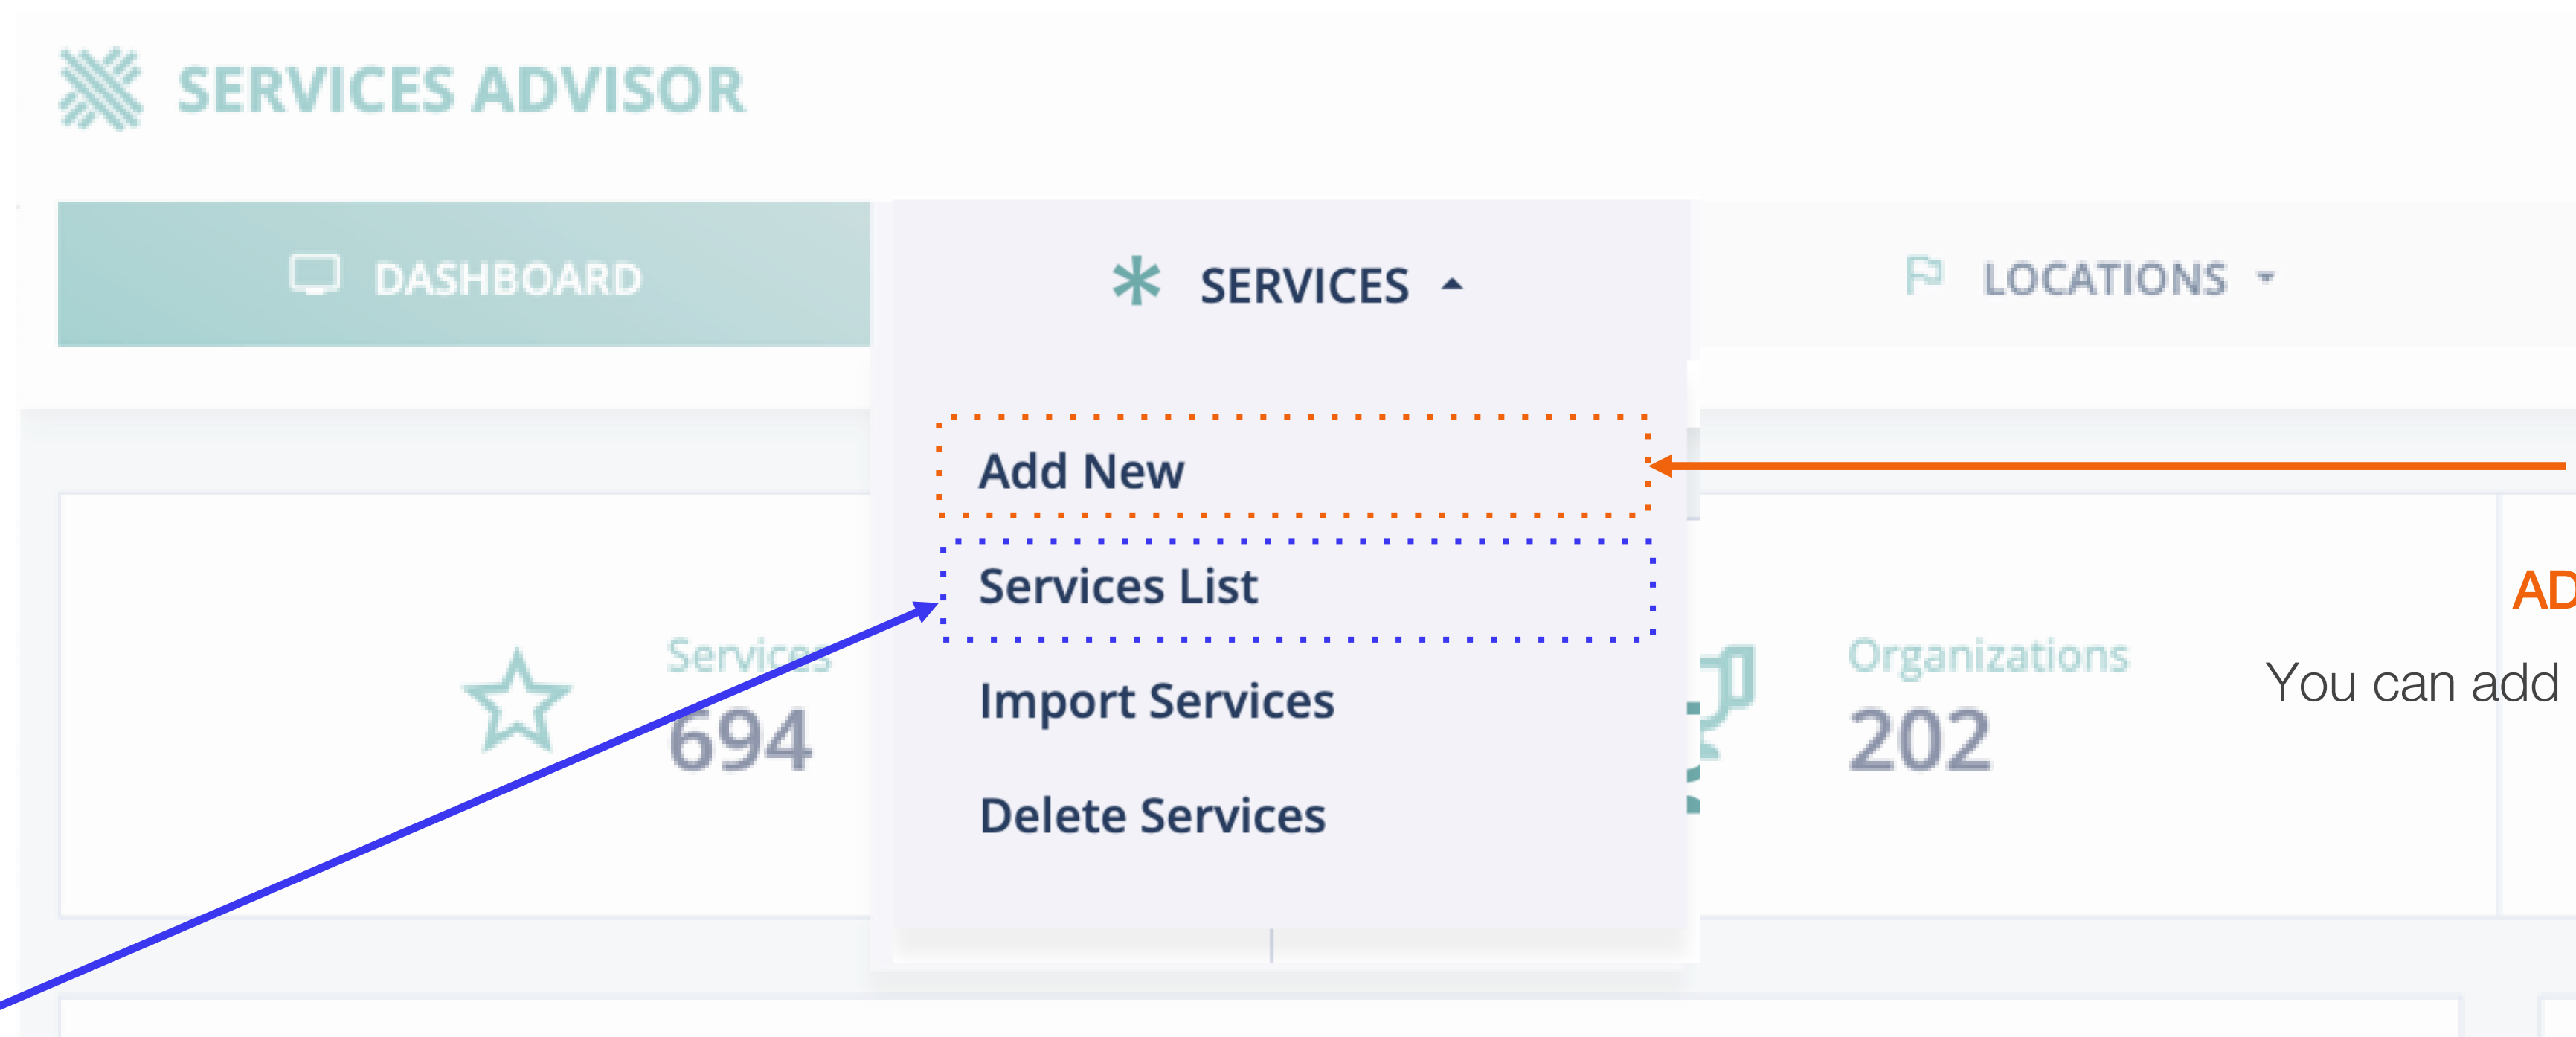 SERVICES ADVISOR
DASHBOARD
SERVICES
LOCATIONS
Add New
Services List
Import Services
Delete Services
Services
694
Organizations
202
AD
You can add